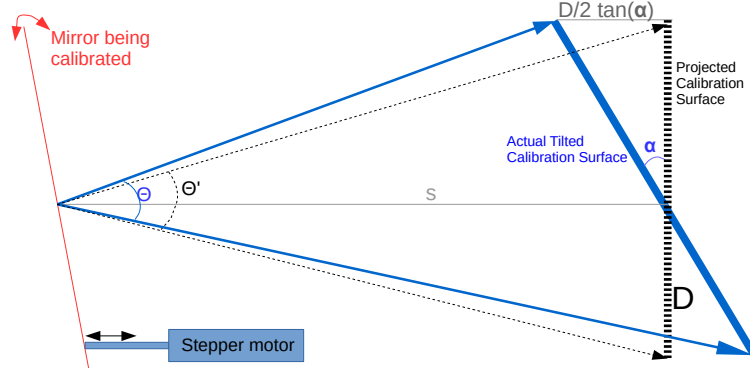 D/2 tan(α)
Mirror being
calibrated
Projected
Calibration
Surface
Actual Tilted
Calibration Surface
α
Θ
Θ'
s
D
Stepper motor